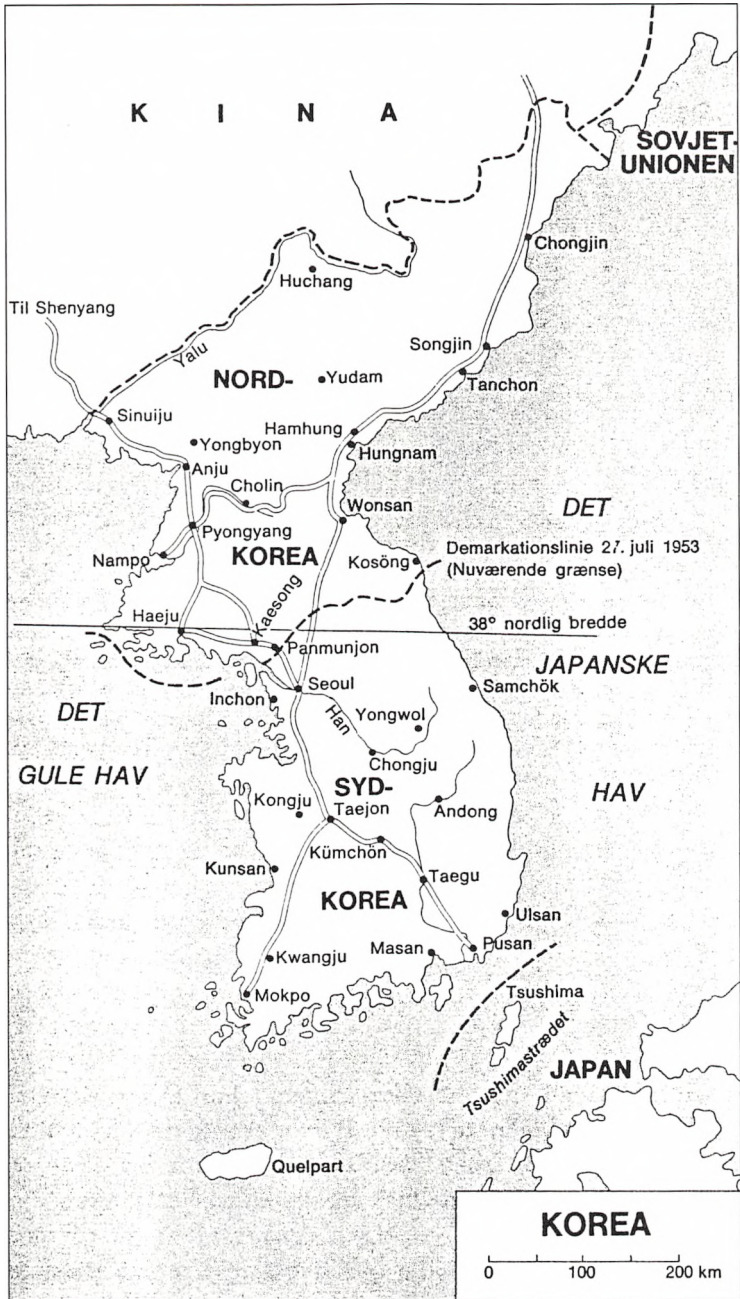 K I N A
SOVJET-
UNIONEN
Chongjin
Huchang
Til Shenyang
Yalu
Songjin
NORD-
Yudam
Tanchon
Sinuiju
Hamhung
Yongbyon
Hungnam
Anju
Cholin
Wonsan
DET
Pyongyang
KOREA
Demarkationslinie 27. juli 1953
(Nuværende grænse)
Nampo
Kosöng
Haeju
Kaesong
38° nordlig bredde
Panmunjon
JAPANSKE
Seoul
Samchök
Inchon
DET
GULE HAV
Han
Yongwol
Chongju
SYD-
HAV
Kongju
Taejon
Andong
Kümchön
Kunsan
Taegu
KOREA
Ulsan
Masan
Pusan
Kwangju
Mokpo
Tsushima
Tsushimastrædet
JAPAN
Quelpart
KOREA
0 100 200 km